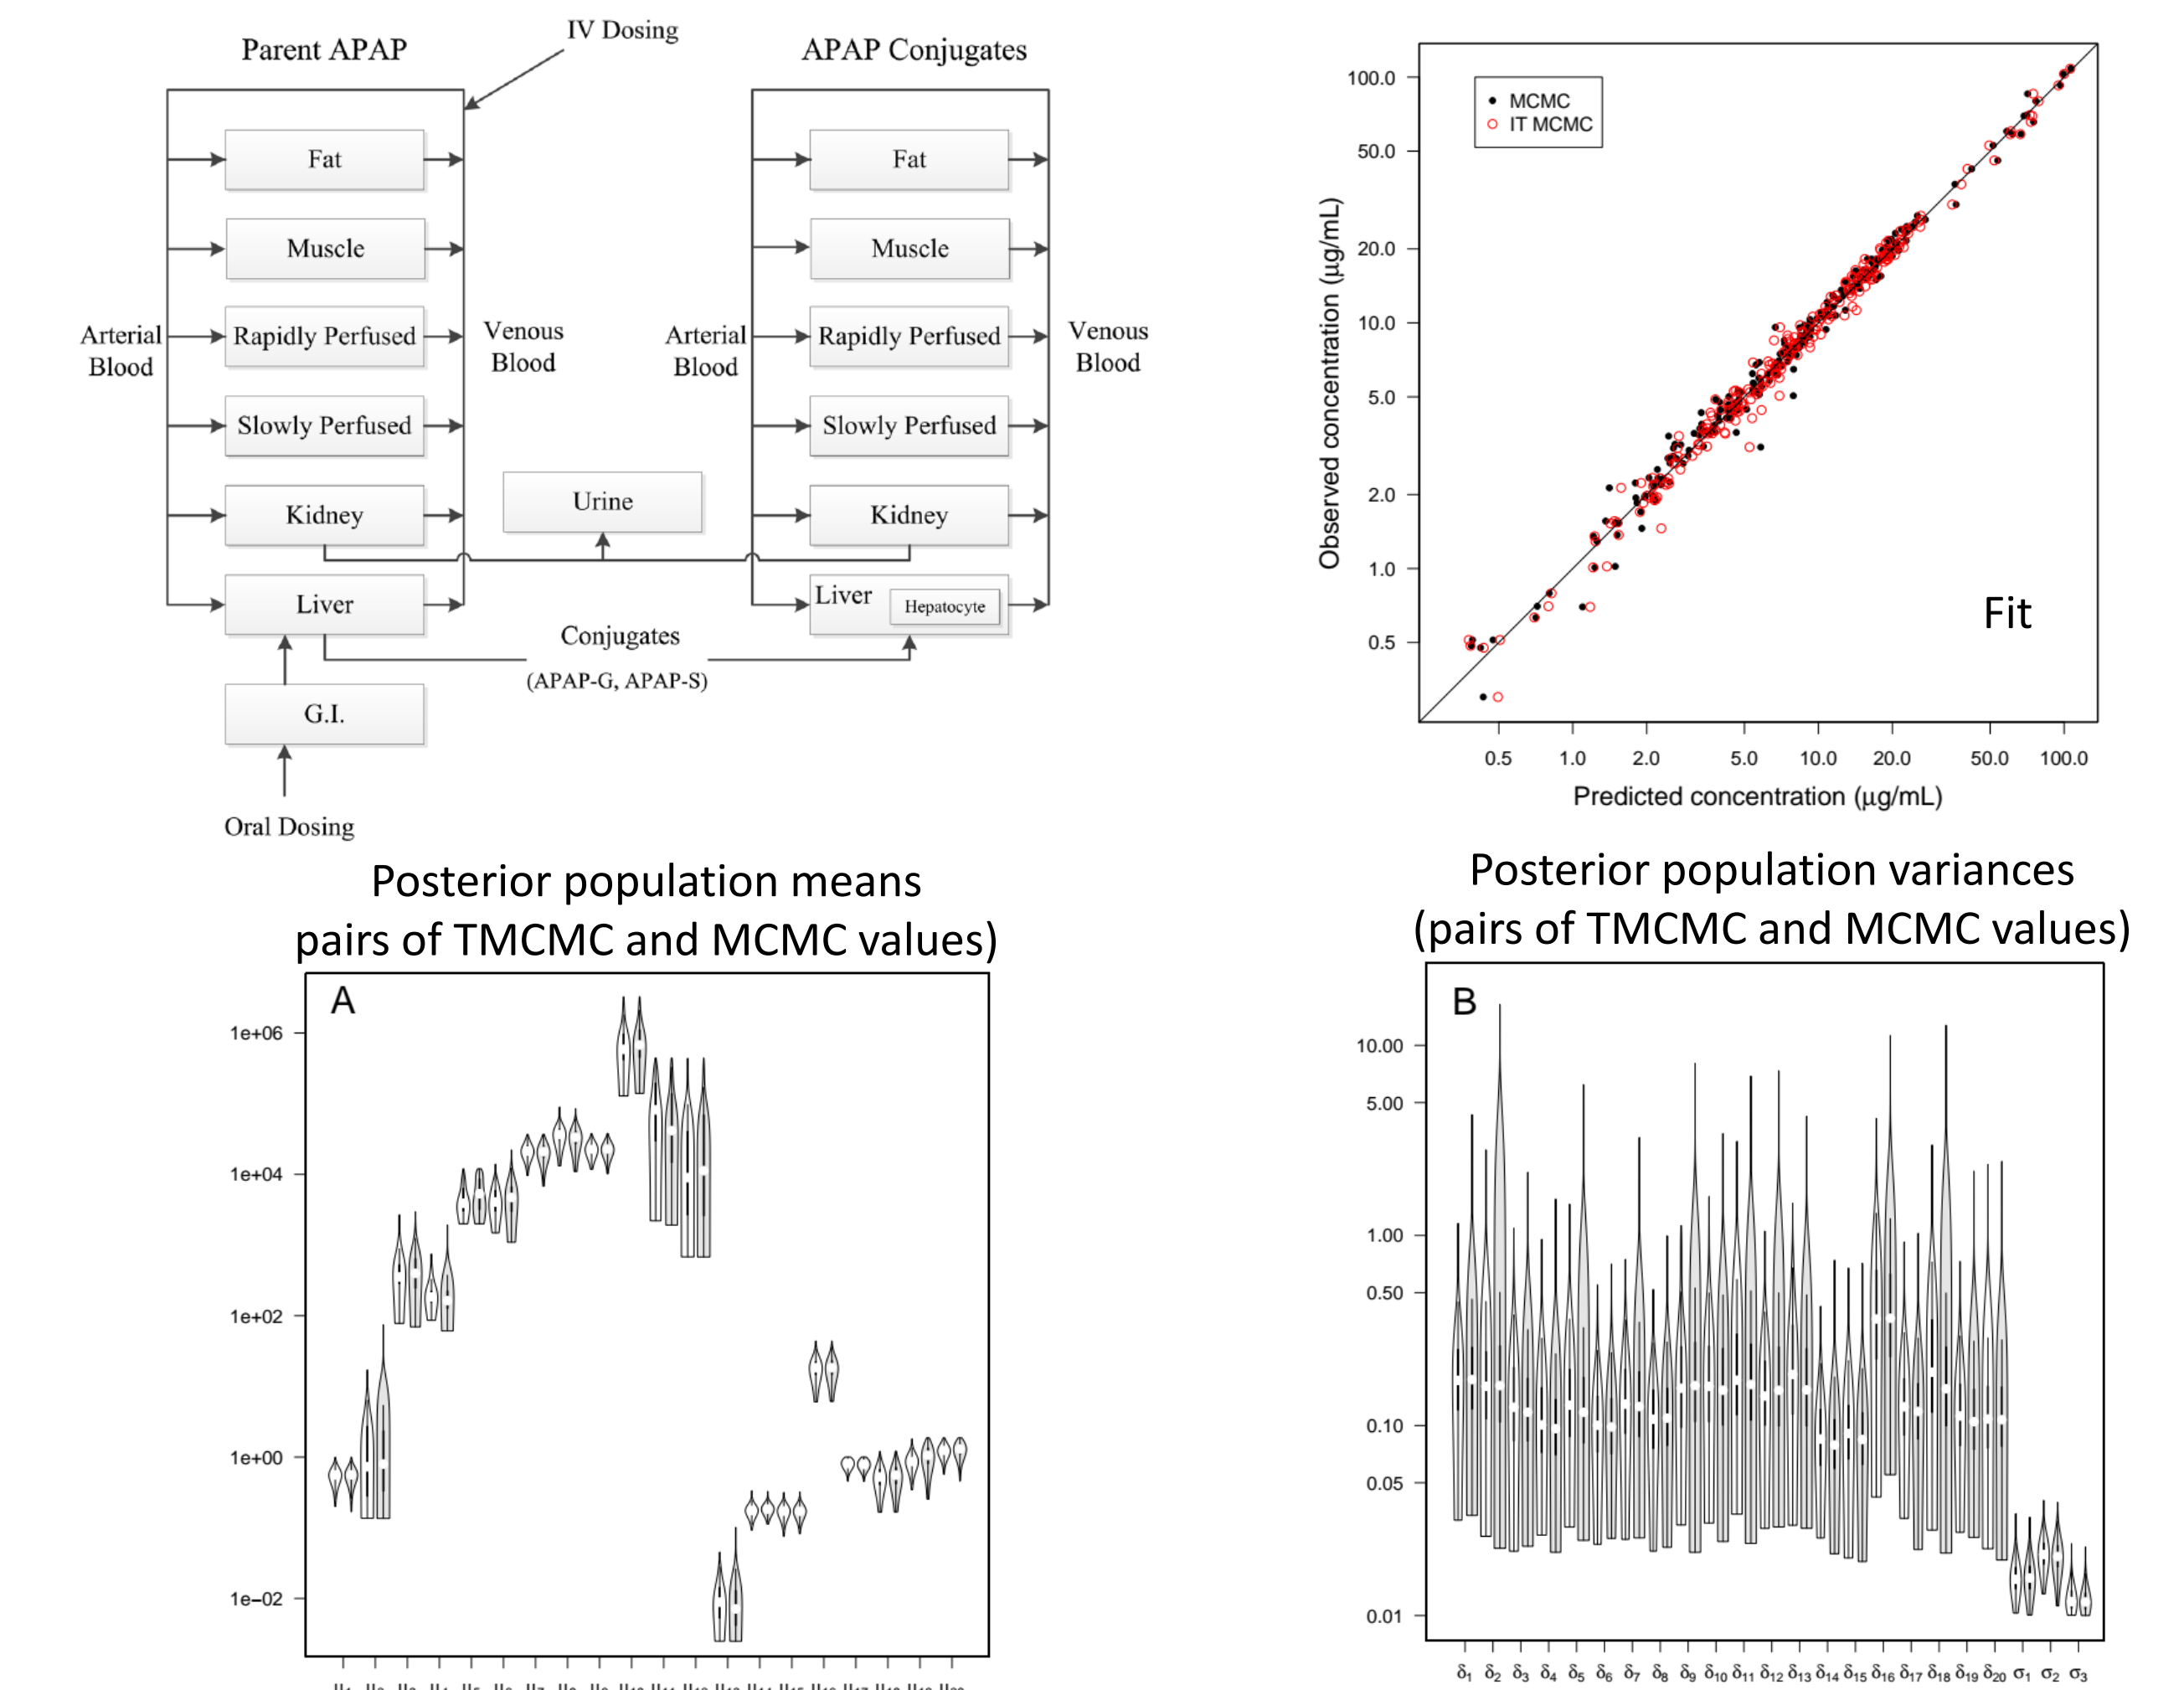 Parent APAP
IV Dosing
APAP Conjugates
Fat
Muscle
Rapidly Perfused
Slowly Perfused
Kidney
Liver
G.I.
Oral Dosing
Arterial
Blood
Venous
Blood
Urine
Conjugates
(APAP-G, APAP-S)
Fat
Muscle
Rapidly Perfused
Slowly Perfused
Kidney
Liver
Hepatocyte
Arterial
Blood
Venous
Blood
MCMC
IT MCMC
Observed concentration (μg/mL)
100.0
50.0
20.0
10.0
5.0
2.0
1.0
0.5
Fit
0.5 1.0 2.0 5.0 10.0 20.0 50.0 100.0
Predicted concentration (μg/mL)
Posterior population means
pairs of TMCMC and MCMC values)
A
1e+06
1e+04
1e+02
1e+00
1e−02
Posterior population variances
(pairs of TMCMC and MCMC values)
B
10.00
5.00
1.00
0.50
0.10
0.05
0.01
δ1 δ2 δ3 δ4 δ5 δ6 δ7 δ8 δ9 δ10 δ11 δ12 δ13 δ14 δ15 δ16 δ17 δ18 δ19 δ20 σ1 σ2 σ3